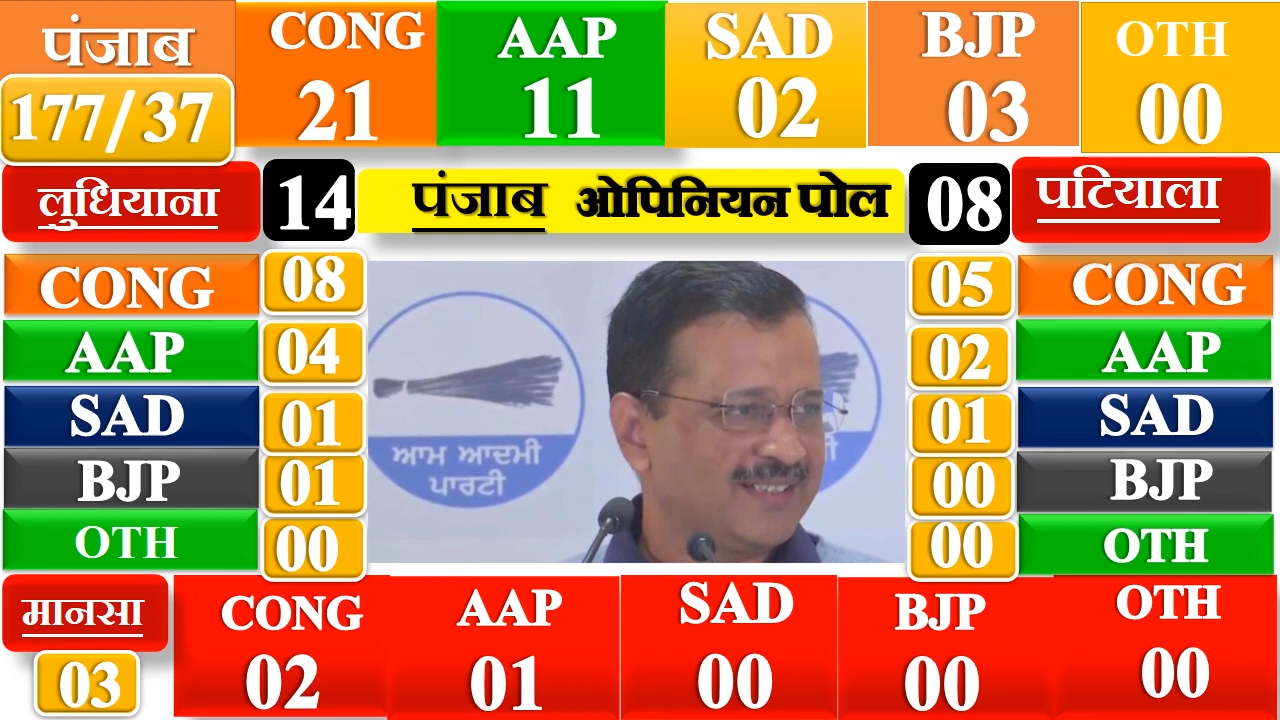 पंजाब
177/37
CONG
21
AAP
11
SAD
02
BJP
03
OTH
00
लुधियाना
14
पंजाब ओपिनियन पोल
08
पटियाला
CONG
08
AAP
04
SAD
01
BJP
01
OTH
00
ਆਮ ਆਦਮੀ
ਪਾਰਟੀ
05
CONG
02
AAP
01
SAD
00
BJP
00
OTH
मानसा
03
CONG
02
AAP
01
SAD
00
BJP
00
OTH
00